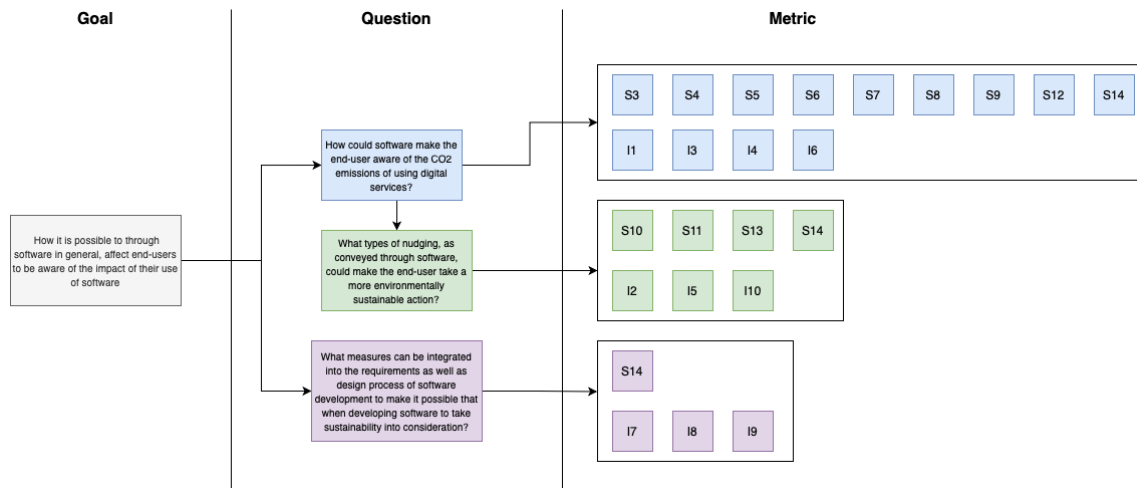 Goal
Question
Metric
How it is possible to through
software in general, affect end-users
to be aware of the impact of their use
of software
How could software make the
end-user aware of the CO2
emissions of using digital
services?
What types of nudging, as
conveyed through software,
could make the end-user take a
more environmentally
sustainable action?
What measures can be integrated
into the requirements as well as
design process of software
development to make it possible that
when developing software to take
sustainability into consideration?
S3 S4 S5 S6 S7 S8 S9 S12 S14
I1 I3 I4 I6
S10 S11 S13 S14
I2 I5 I10
S14
I7 I8 I9